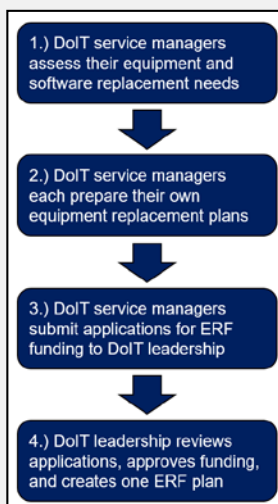 1.) DoIT service managers
assess their equipment and
software replacement needs
2.) DoIT service managers
each prepare their own
equipment replacement plans
3.) DoIT service managers
submit applications for ERF
funding to DoIT leadership
4.) DoIT leadership reviews
applications, approves funding,
and creates one ERF plan